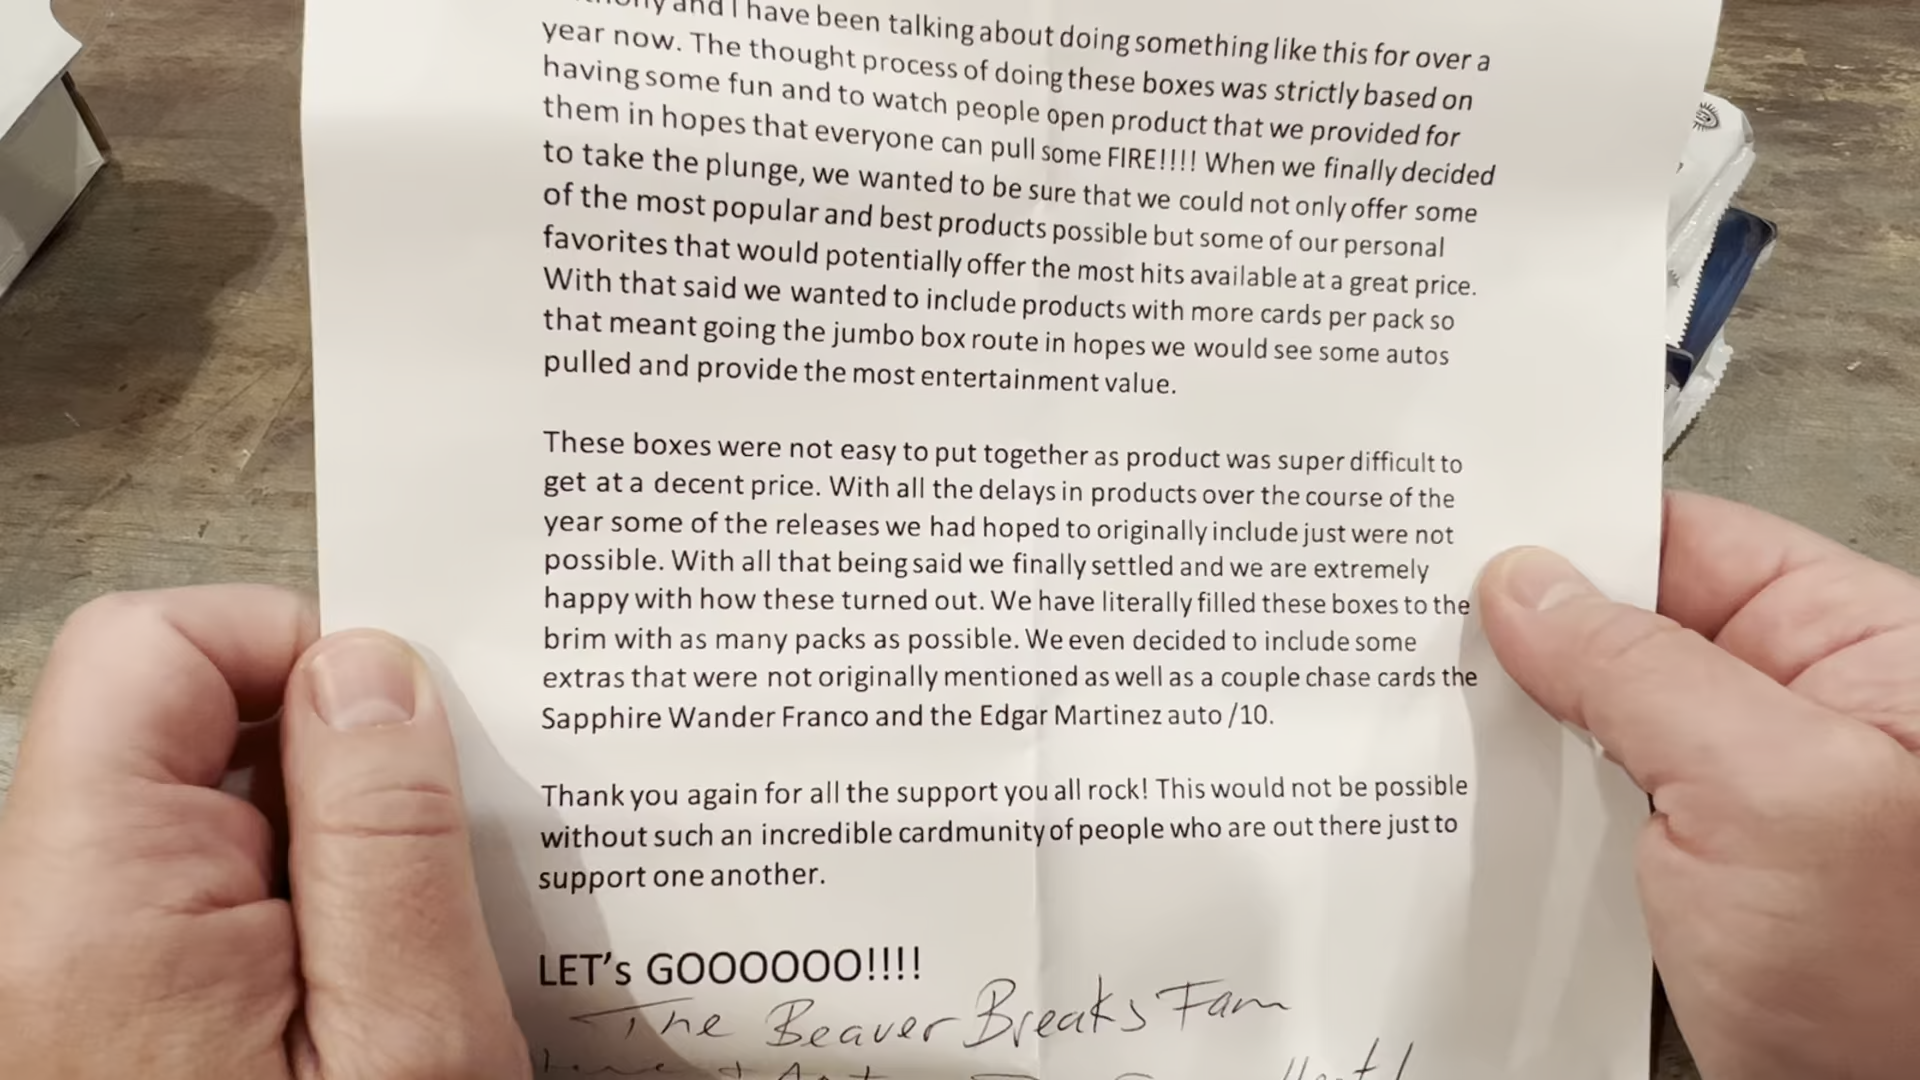 and I have been talking about doing something like this for over a
year now. The thought process of doing these boxes was strictly based on
having some fun and to watch people open product that we provided for
them in hopes that everyone can pull some FIRE!!!! When we finally decided
to take the plunge, we wanted to be sure that we could not only offer some
of the most popular and best products possible but some of our personal
favorites that would potentially offer the most hits available at a great price.
With that said we wanted to include products with more cards per pack so
that meant going the jumbo box route in hopes we would see some autos
pulled and provide the most entertainment value.
These boxes were not easy to put together as product was super difficult to
get at a decent price. With all the delays in products over the course of the
year some of the releases we had hoped to originally include just were not
possible. With all that being said we finally settled and we are extremely
happy with how these turned out. We have literally filled these boxes to the
brim with as many packs as possible. We even decided to include some
extras that were not originally mentioned as well as a couple chase cards the
Sapphire Wander Franco and the Edgar Martinez auto /10.
Thank you again for all the support you all rock! This would not be possible
without such an incredible cardmunity of people who are out there just to
support one another.
LET's GOOOOOO!!!!
The Beaver Breaks Fam